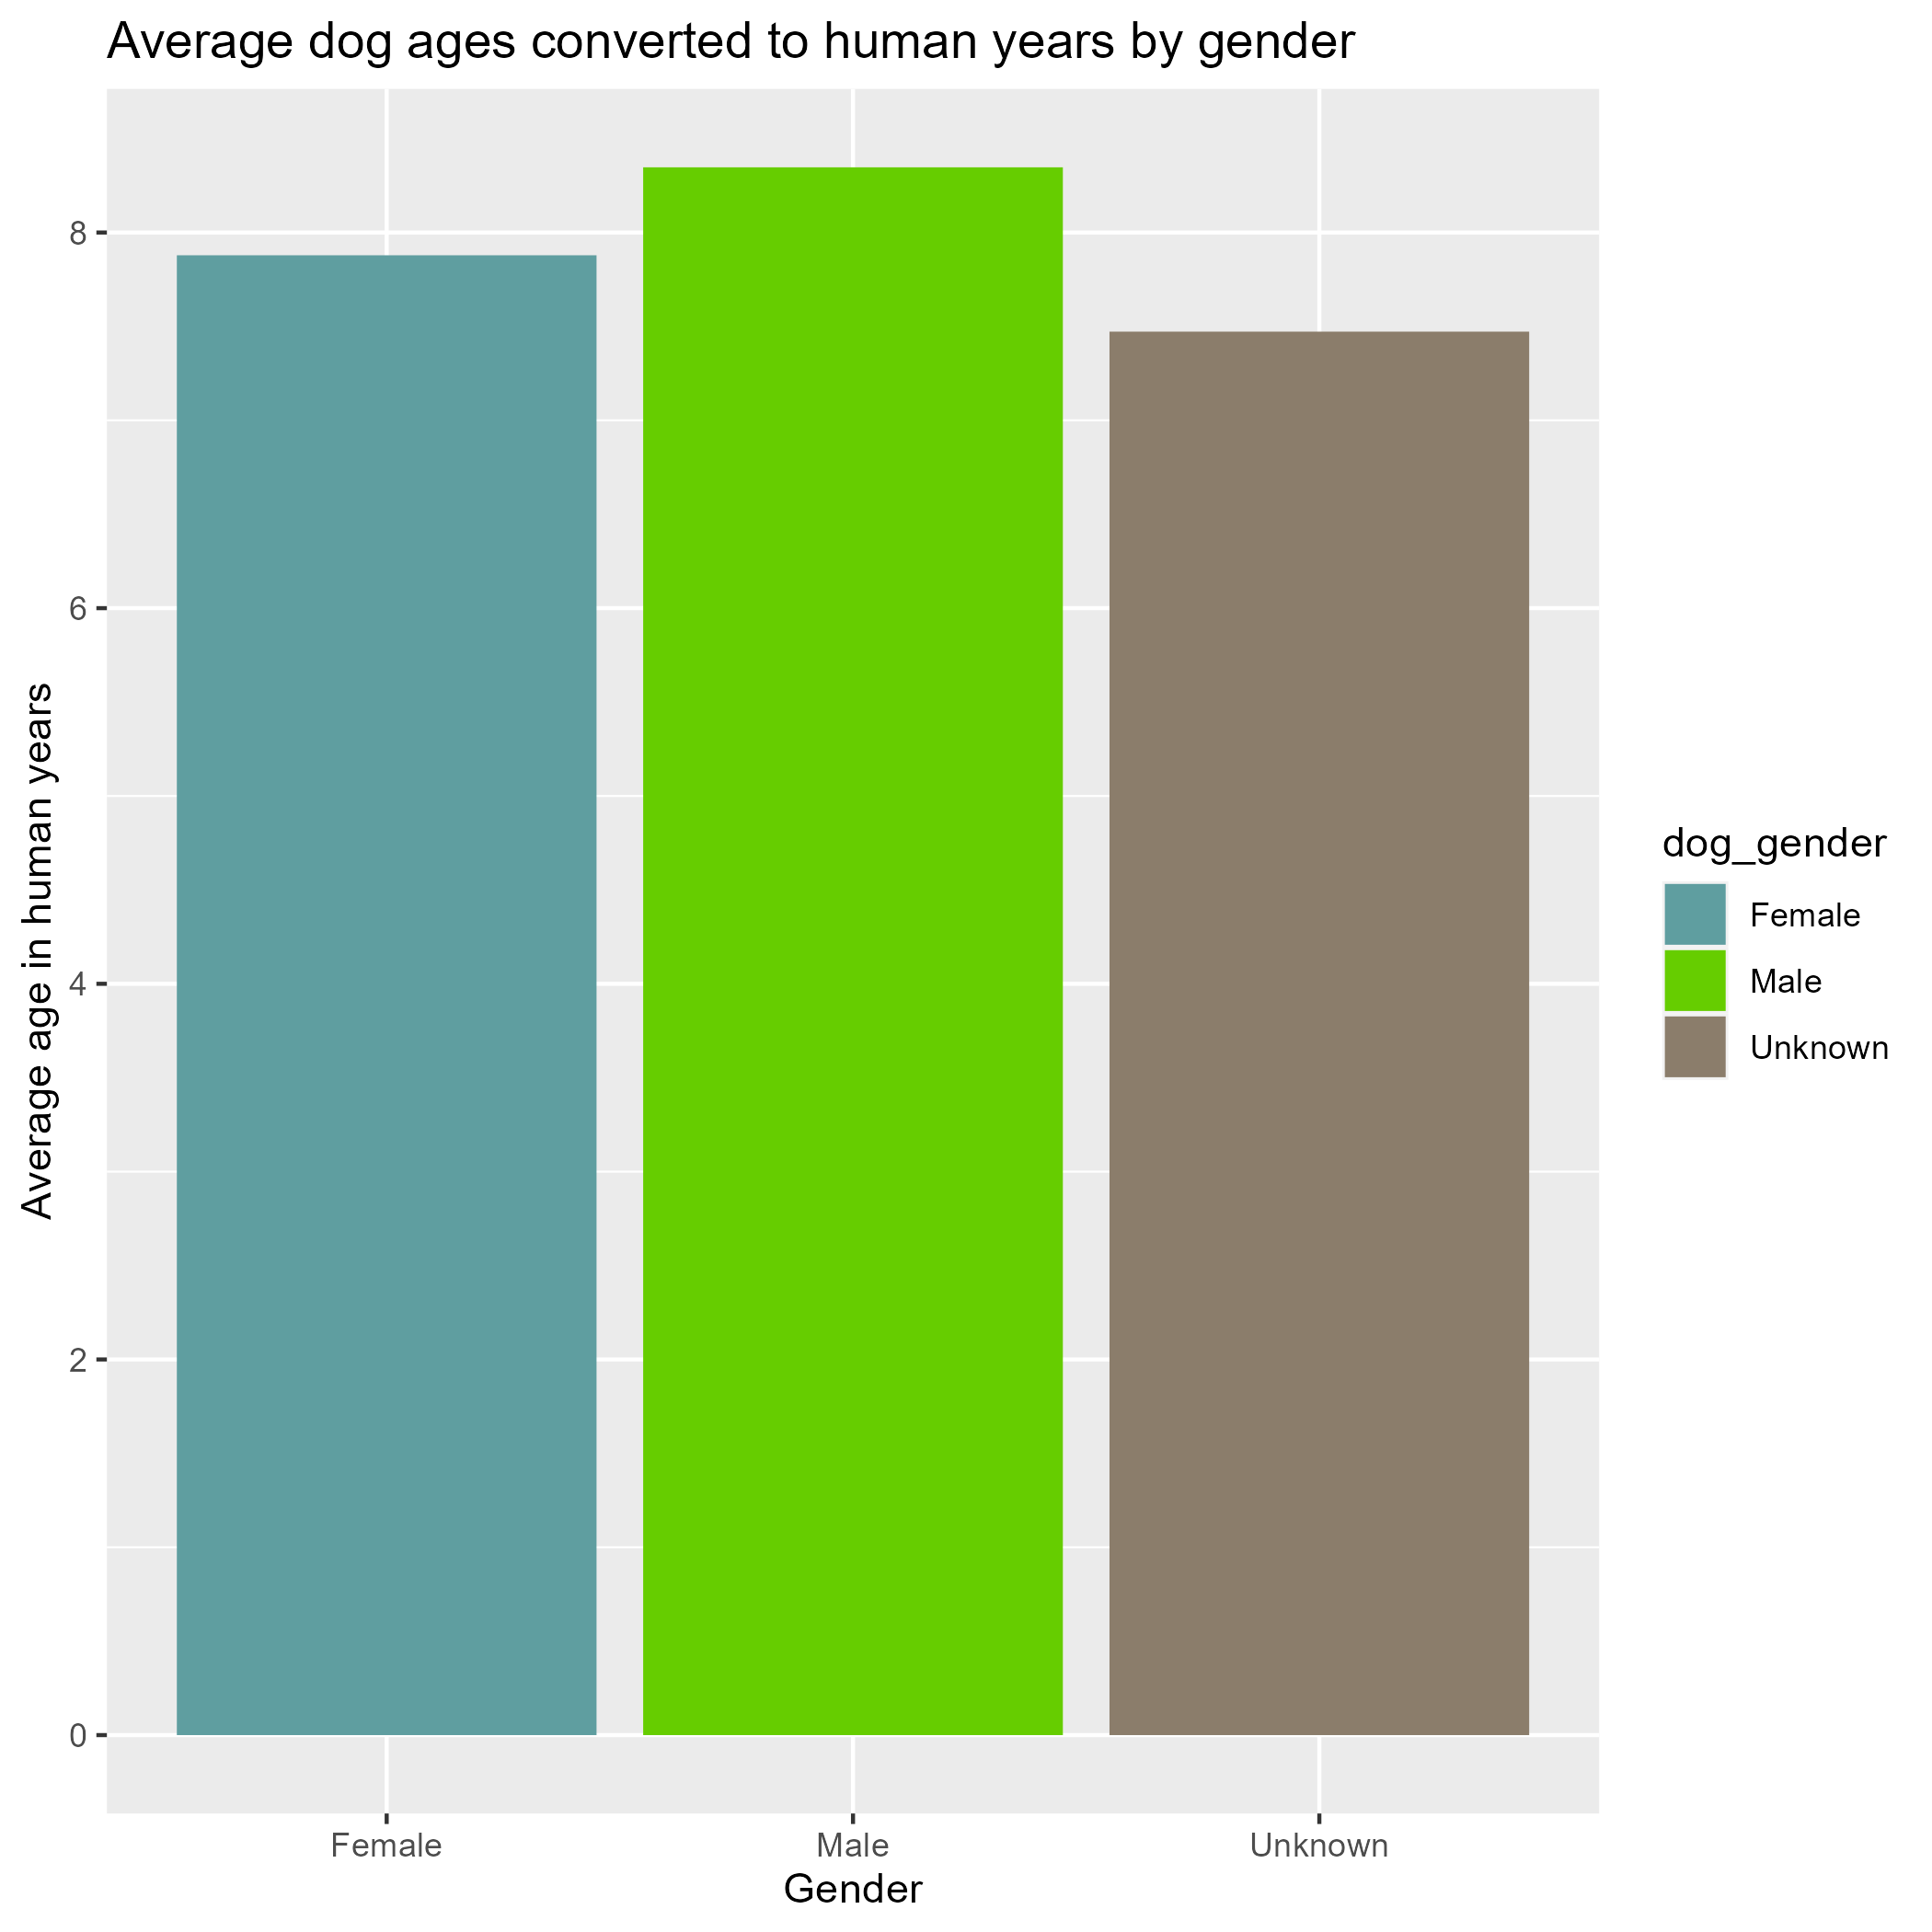 Average dog ages converted to human years by gender
Average age in human years
8
6
4
2
0
Female
Male
Unknown
Gender
dog_gender
Female
Male
Unknown